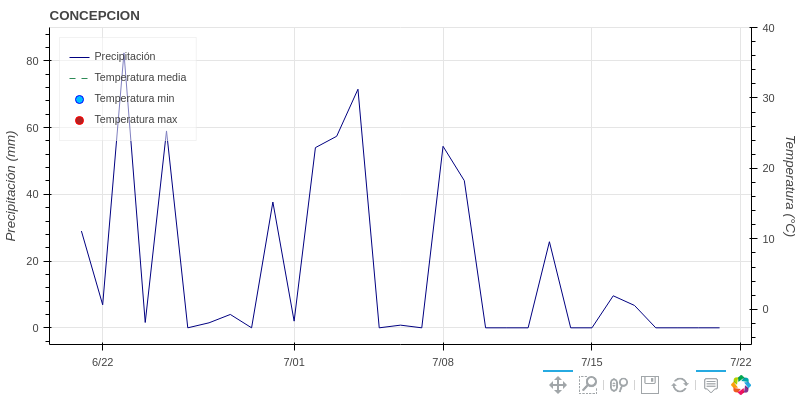 CONCEPCION
Precipitación
Temperatura media
Temperatura min
Temperatura max
Precipitación (mm)
80
60
40
20
0
40
30
20
10
0
Temperatura (°C)
6/22
7/01
7/08
7/15
7/22